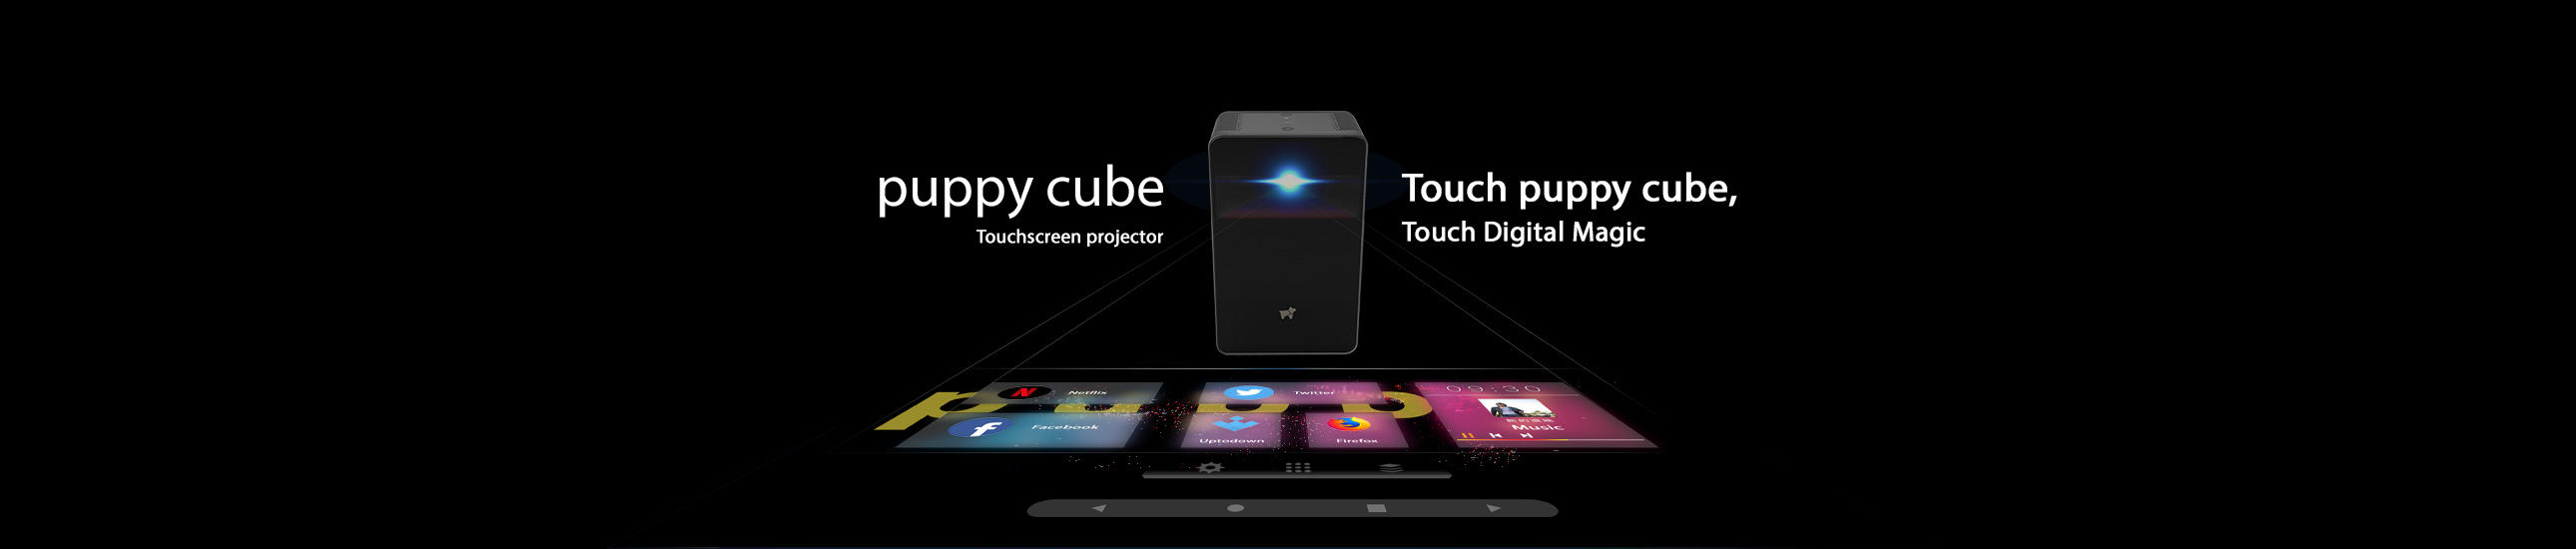 puppy cube
Touchscreen projector
Touch puppy cube,
Touch Digital Magic
Netflix
Twitter
09:30
Facebook
Uptodown
Firefox
Music